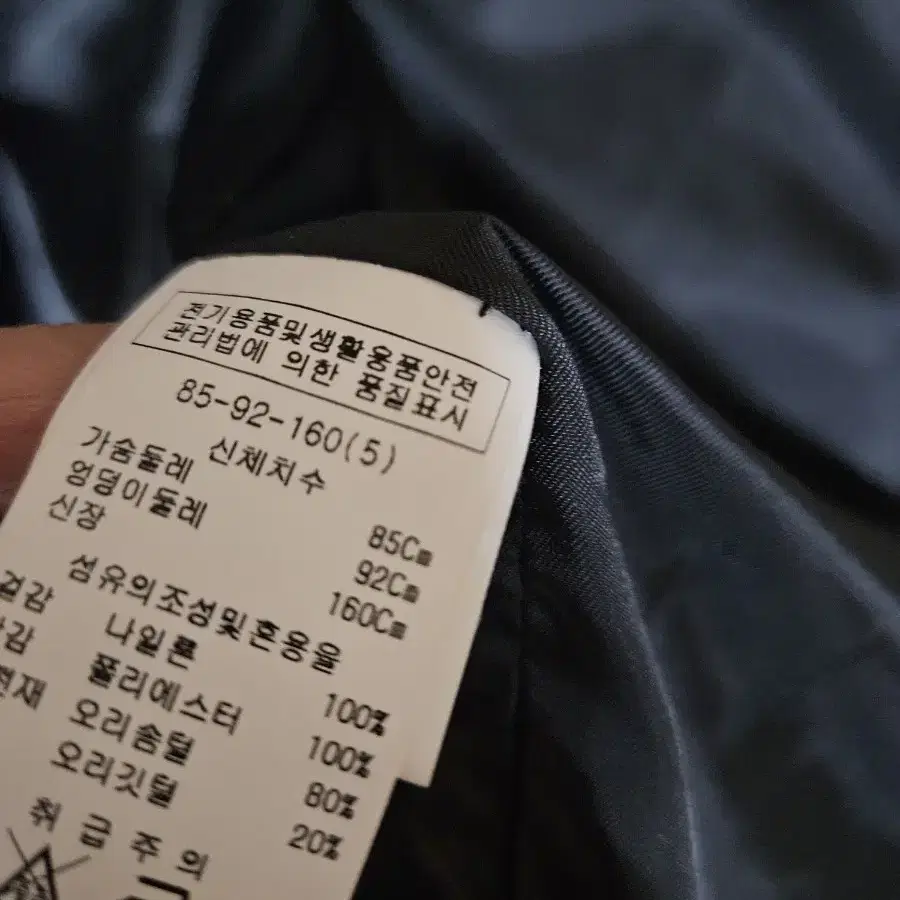 전기용품및생활용품안전
관리법에 의한 품질표시
85-92-160(5)
신체치수
가슴둘레 85Cm
엉덩이둘레 92Cm
신장 160Cm
섬유의조성및혼용율
겉감 나일론 100%
폴리에스터 100%
오리솜털 80%
오리깃털 20%
취급주의